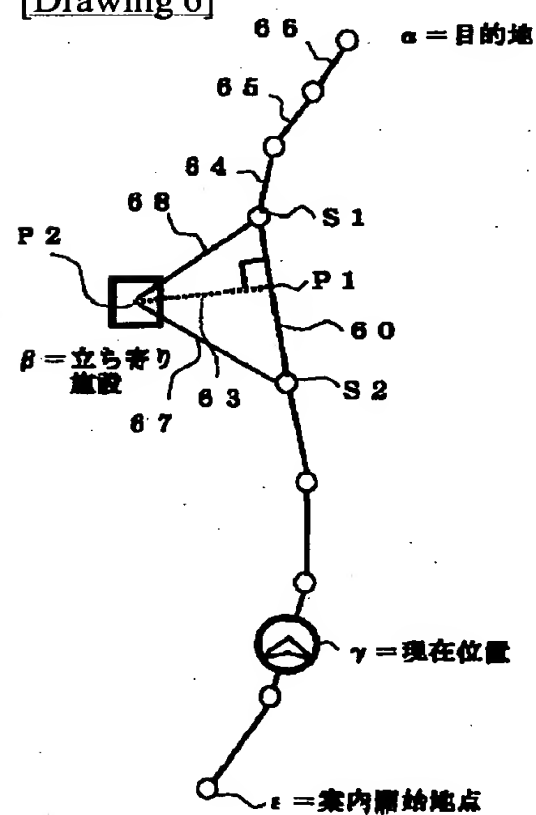 [Drawing 6]
66
α＝目的地
65
64
68
S1
P2
P1
60
β＝立ち寄り
施設
63
S2
67
γ＝現在位置
ε＝案内開始地点